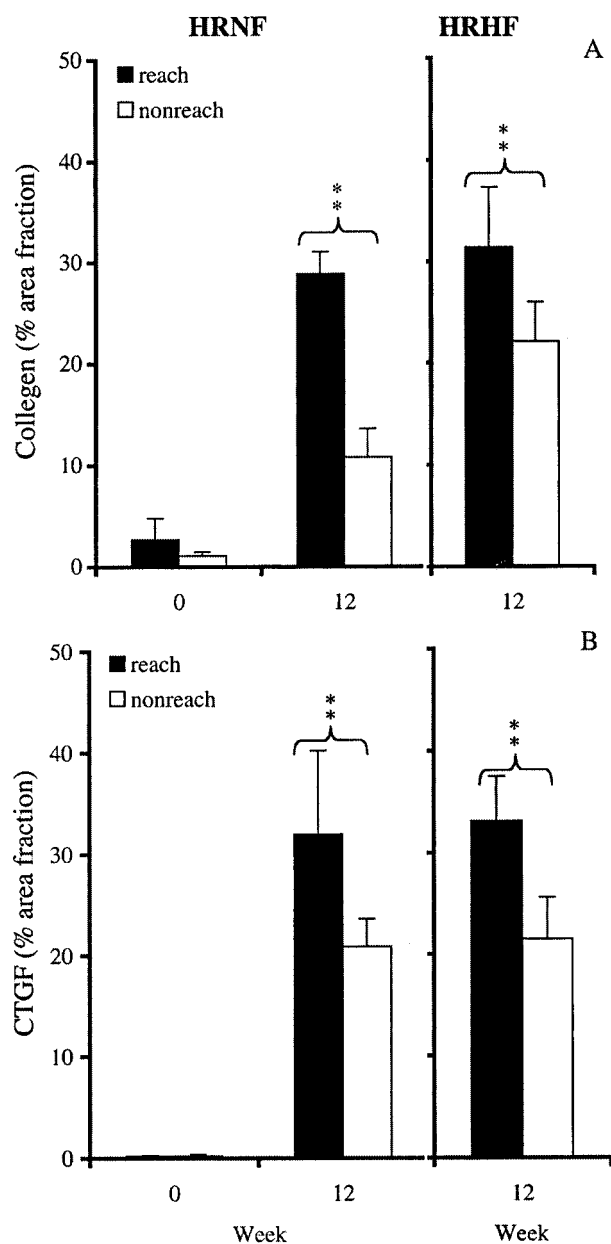 HRNF HRHF
A
50
40
30
20
10
0
Collegen (% area fraction)
reach
nonreach
**
**
0 12 12
B
50
40
30
20
10
0
CTGF (% area fraction)
reach
nonreach
**
**
0 12 12
Week Week